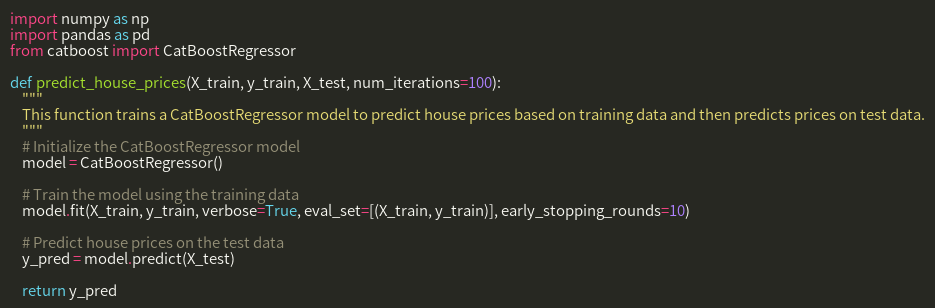 import numpy as np
import pandas as pd
from catboost import CatBoostRegressor

def predict_house_prices(X_train, y_train, X_test, num_iterations=100):
    """
    This function trains a CatBoostRegressor model to predict house prices based on training data and then predicts prices on test data.
    """
    # Initialize the CatBoostRegressor model
    model = CatBoostRegressor()

    # Train the model using the training data
    model.fit(X_train, y_train, verbose=True, eval_set=[(X_train, y_train)], early_stopping_rounds=10)

    # Predict house prices on the test data
    y_pred = model.predict(X_test)

    return y_pred